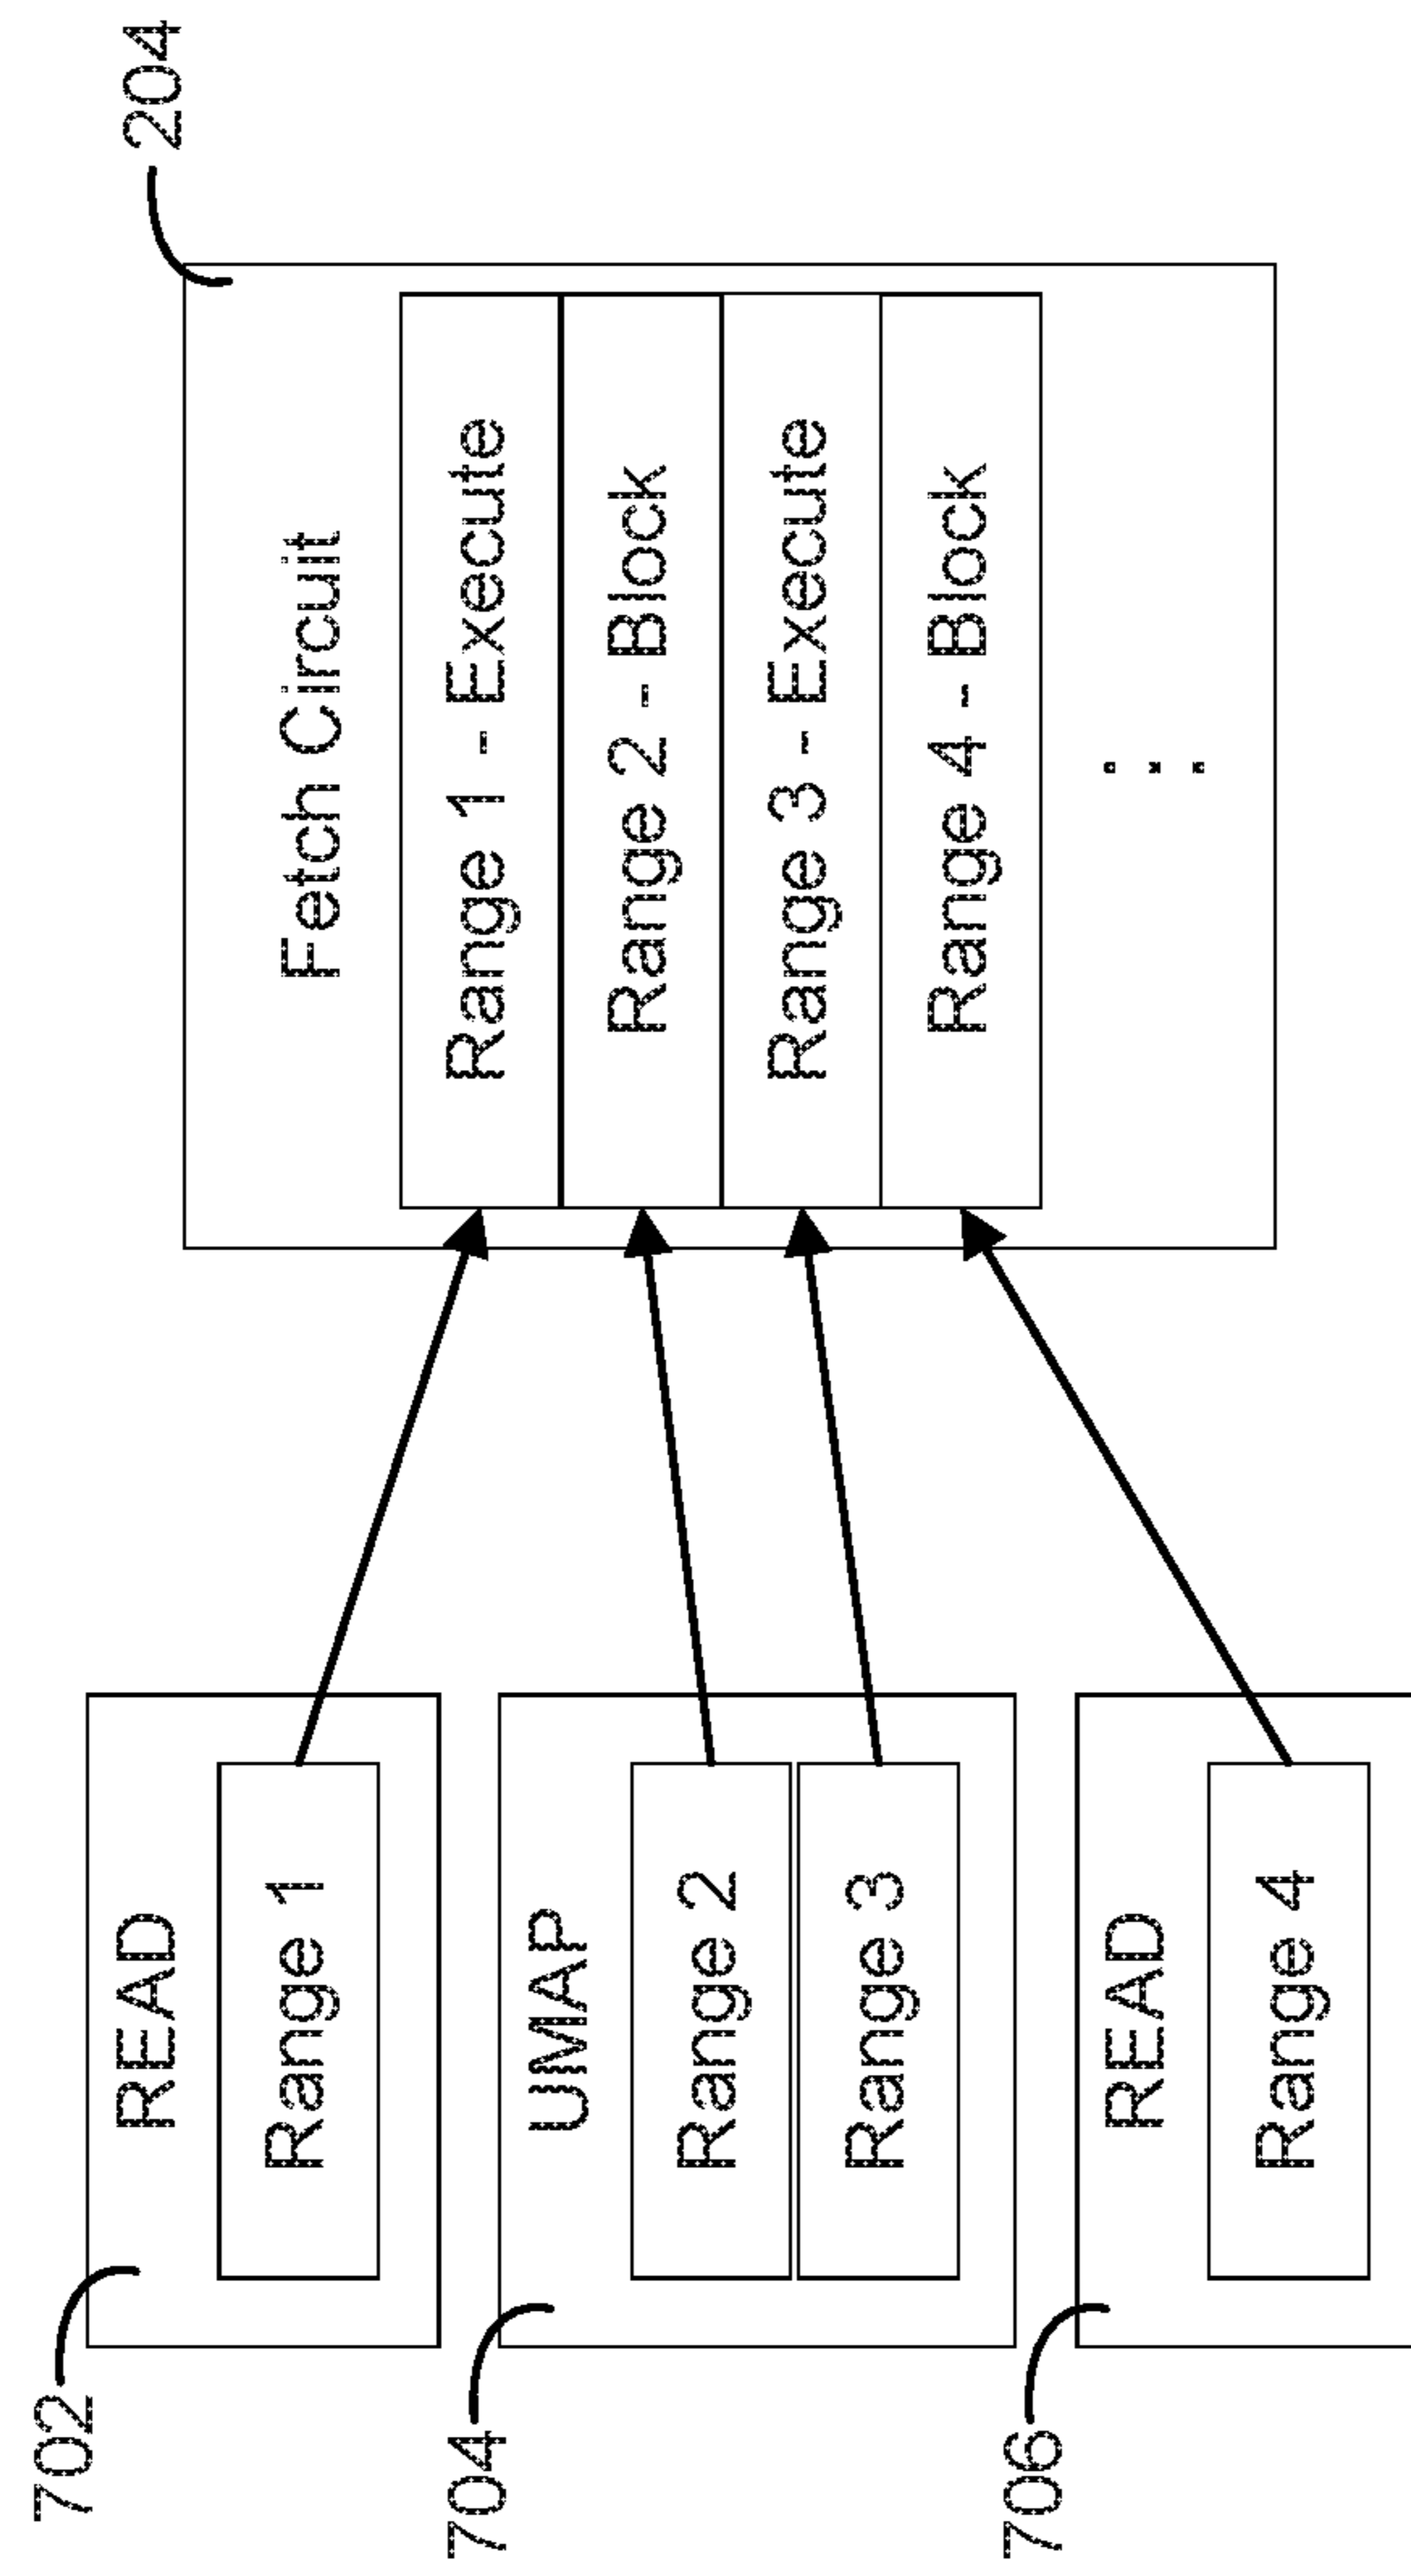 702
READ
Range 1
704
UMAP
Range 2
Range 3
706
READ
Range 4
204
Fetch Circuit
Range 1 - Execute
Range 2 - Block
Range 3 - Execute
Range 4 - Block
...